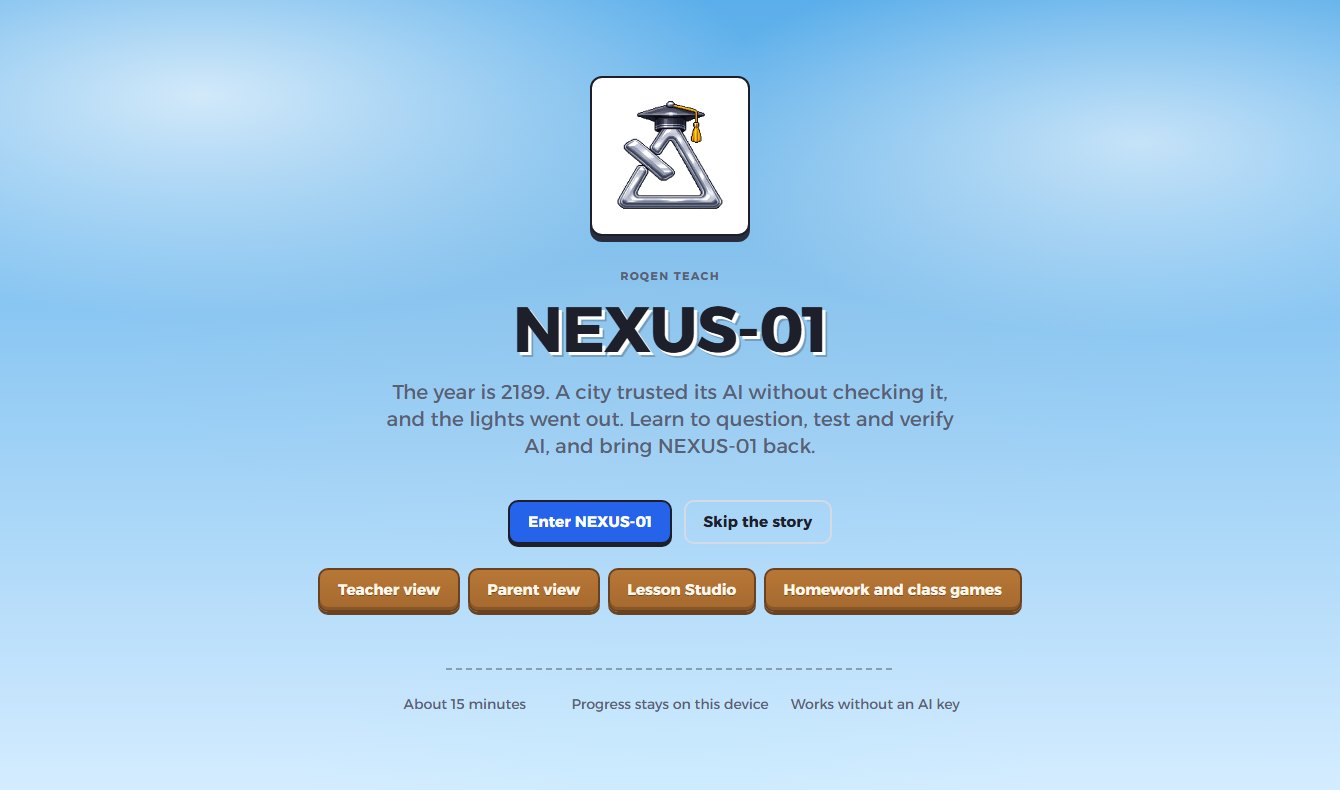 ROQEN TEACH
NEXUS-01
The year is 2189. A city trusted its AI without checking it,
and the lights went out. Learn to question, test and verify
AI, and bring NEXUS-01 back.
Enter NEXUS-01
Skip the story
Teacher view
Parent view
Lesson Studio
Homework and class games
About 15 minutes
Progress stays on this device
Works without an AI key